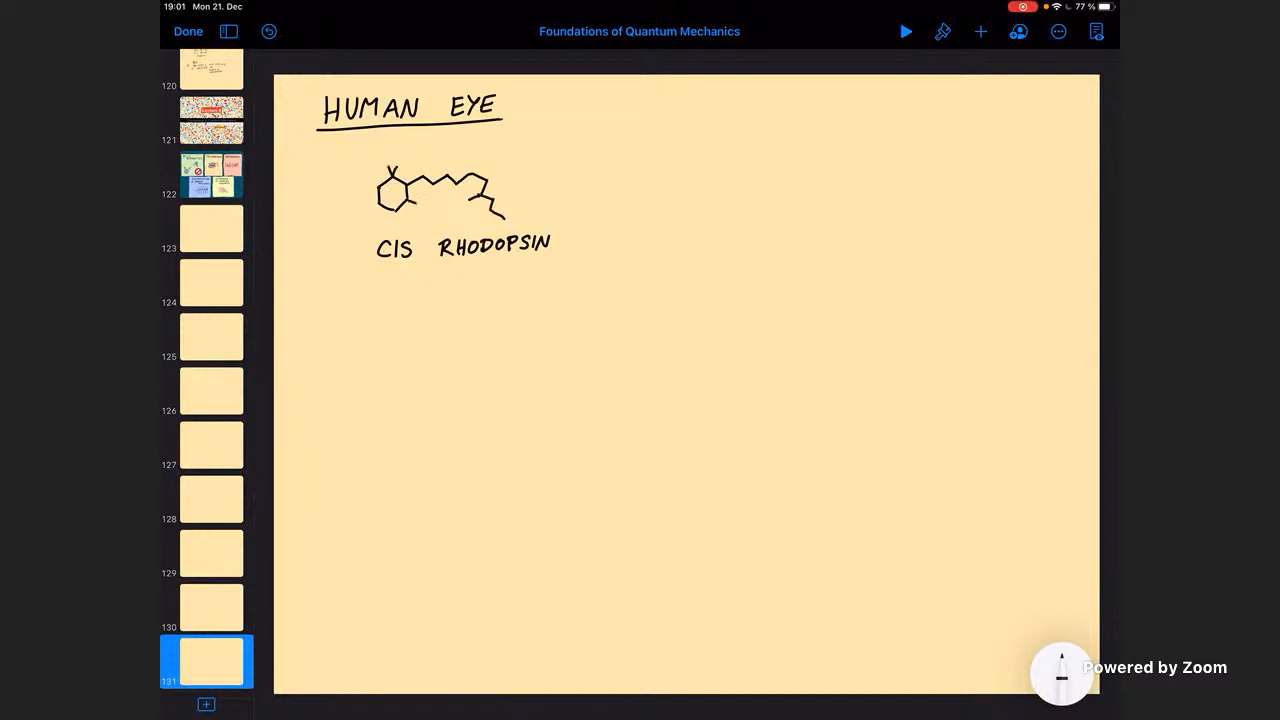 19:01 Mon 21. Dec
77 %
Done
Foundations of Quantum Mechanics
120
121
122
123
124
125
126
127
128
129
130
131
HUMAN EYE
CIS RHODOPSIN
Powered by Zoom